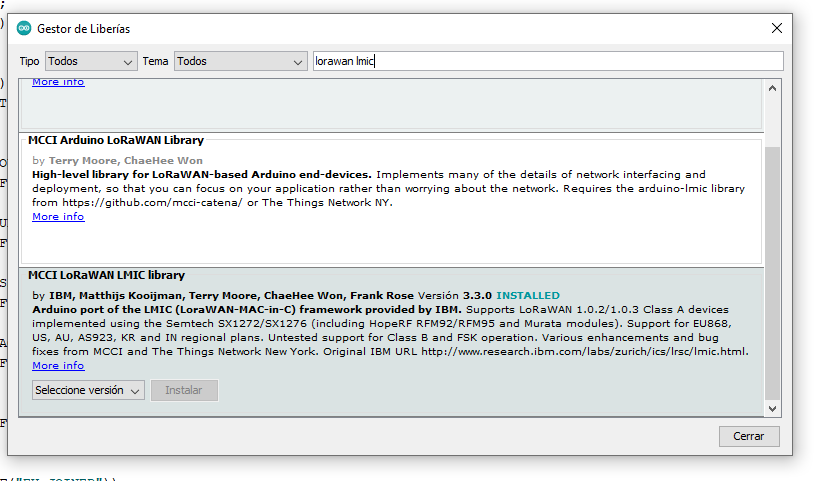 Gestor de Liberías
Tipo Todos Tema Todos lorawan lmic
More info
MCCI Arduino LoRaWAN Library
by Terry Moore, ChaeHee Won
High-level library for LoRaWAN-based Arduino end-devices. Implements many of the details of network interfacing and
deployment, so that you can focus on your application rather than worrying about the network. Requires the arduino-lmic library
from https://github.com/mcci-catena/ or The Things Network NY.
More info
MCCI LoRaWAN LMIC library
by IBM, Matthijs Kooijman, Terry Moore, ChaeHee Won, Frank Rose Versión 3.3.0 INSTALLED
Arduino port of the LMIC (LoraWAN-MAC-in-C) framework provided by IBM. Supports LoRaWAN 1.0.2/1.0.3 Class A devices
implemented using the Semtech SX1272/SX1276 (including HopeRF RFM92/RFM95 and Murata modules). Support for EU868,
US, AU, AS923, KR and IN regional plans. Untested support for Class B and FSK operation. Various enhancements and bug
fixes from MCCI and The Things Network New York. Original IBM URL http://www.research.ibm.com/labs/zurich/ics/lrsc/lmic.html.
More info
Seleccione versión Instalar
Cerrar